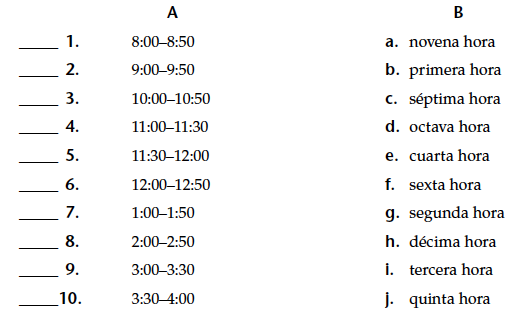 A B
_____ 1. 8:00–8:50 a. novena hora
_____ 2. 9:00–9:50 b. primera hora
_____ 3. 10:00–10:50 c. séptima hora
_____ 4. 11:00–11:30 d. octava hora
_____ 5. 11:30–12:00 e. cuarta hora
_____ 6. 12:00–12:50 f. sexta hora
_____ 7. 1:00–1:50 g. segunda hora
_____ 8. 2:00–2:50 h. décima hora
_____ 9. 3:00–3:30 i. tercera hora
_____ 10. 3:30–4:00 j. quinta hora